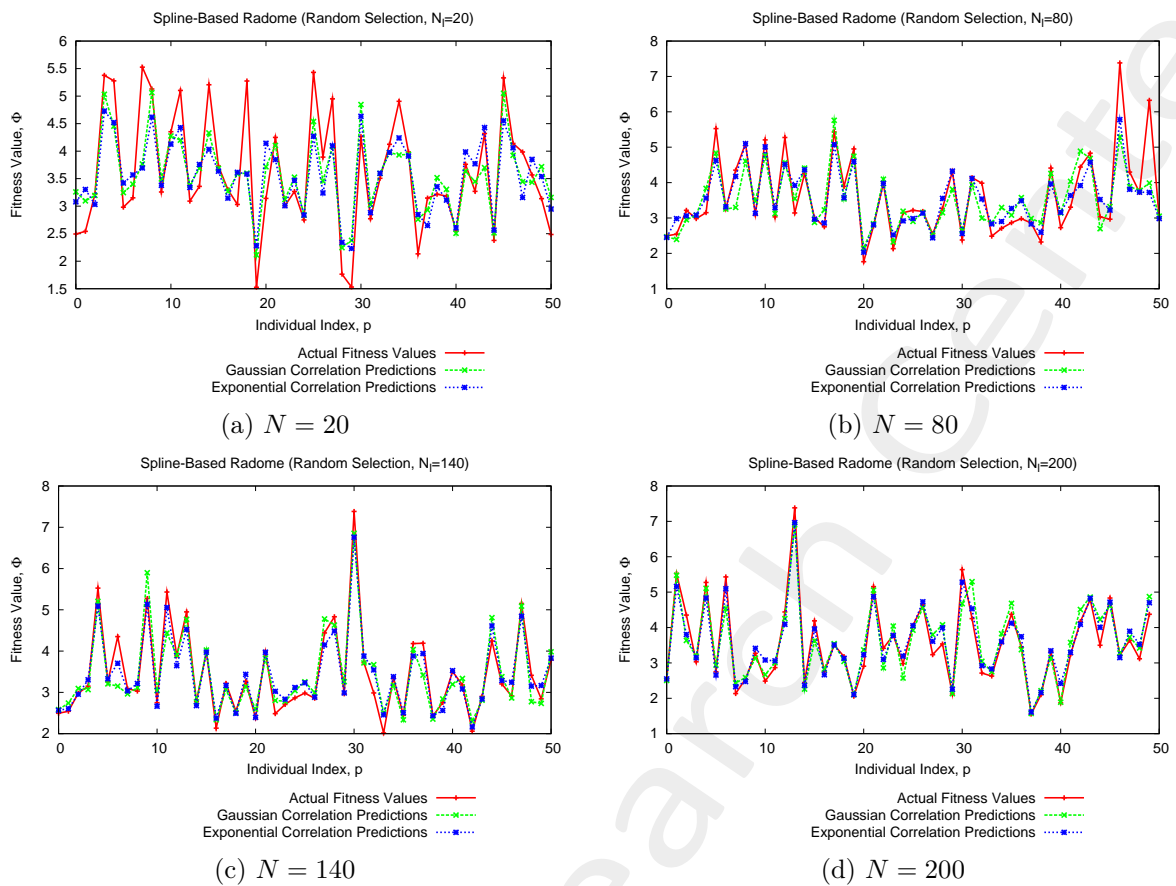 Spline-Based Radome (Random Selection, Nl=20)
Fitness Value, Φ
6
5.5
5
4.5
4
3.5
3
2.5
2
1.5
0 10 20 30 40 50
Individual Index, p
Actual Fitness Values
Gaussian Correlation Predictions
Exponential Correlation Predictions
(a) N = 20
Spline-Based Radome (Random Selection, Nl=80)
Fitness Value, Φ
8
7
6
5
4
3
2
1
0 10 20 30 40 50
Individual Index, p
Actual Fitness Values
Gaussian Correlation Predictions
Exponential Correlation Predictions
(b) N = 80
Spline-Based Radome (Random Selection, Nl=140)
Fitness Value, Φ
8
7
6
5
4
3
2
0 10 20 30 40 50
Individual Index, p
Actual Fitness Values
Gaussian Correlation Predictions
Exponential Correlation Predictions
(c) N = 140
Spline-Based Radome (Random Selection, Nl=200)
Fitness Value, Φ
8
7
6
5
4
3
2
1
0 10 20 30 40 50
Individual Index, p
Actual Fitness Values
Gaussian Correlation Predictions
Exponential Correlation Predictions
(d) N = 200